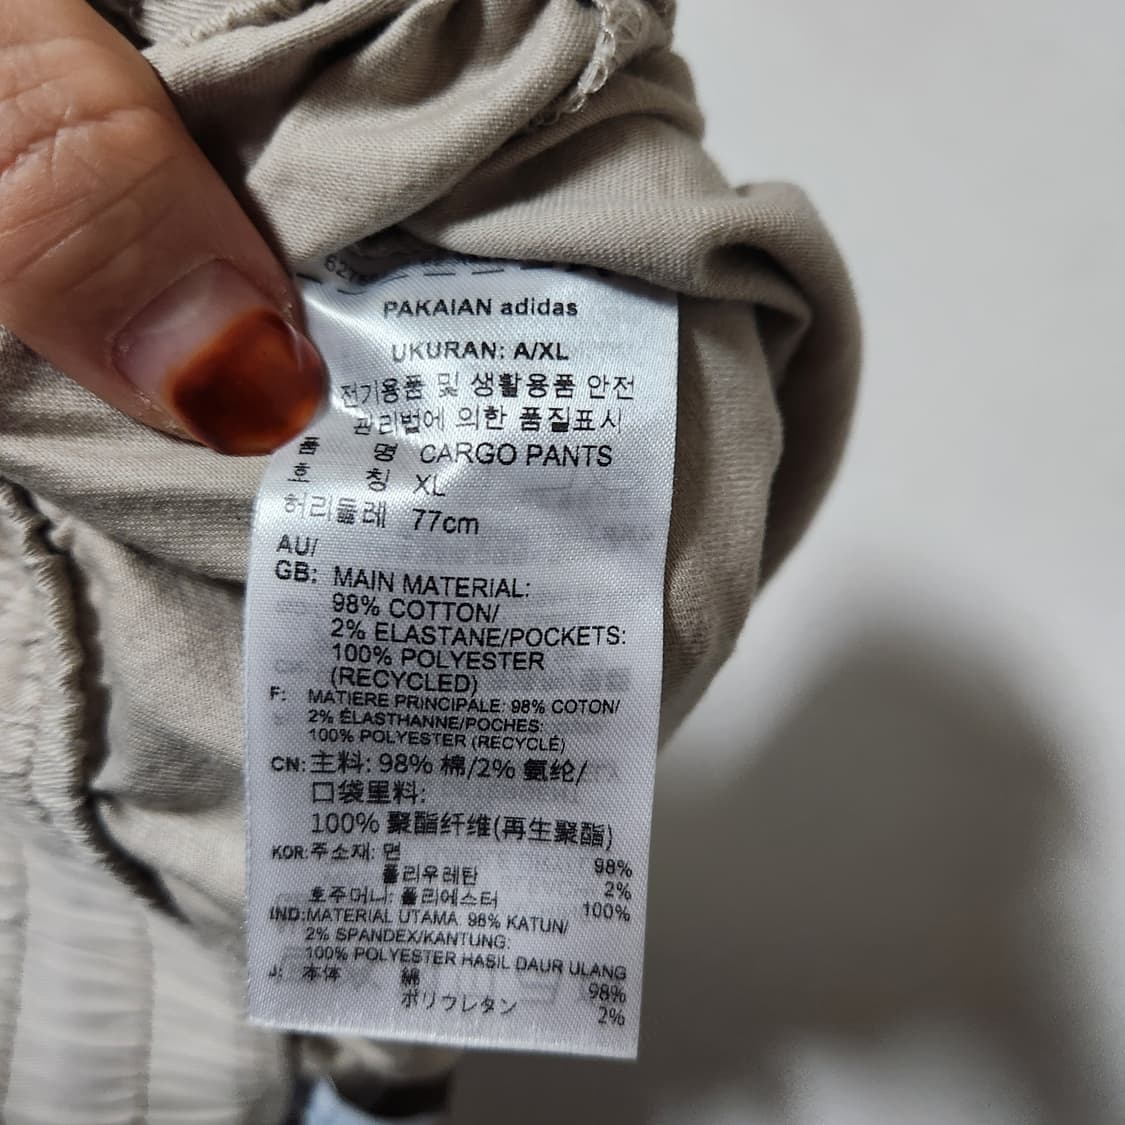 PAKAIAN adidas
UKURAN: A/XL
전기용품 및 생활용품 안전
관리법에 의한 품질표시
품 명 CARGO PANTS
호 칭 XL
허리둘레 77cm
AU/
GB: MAIN MATERIAL:
98% COTTON/
2% ELASTANE/POCKETS:
100% POLYESTER
(RECYCLED)
F: MATIERE PRINCIPALE: 98% COTON/
2% ÉLASTHANNE/POCHES:
100% POLYESTER (RECYCLÉ)
CN: 主料: 98% 棉/2% 氨纶/
口袋里料:
100% 聚酯纤维(再生聚酯)
KOR: 주소재: 면 98%
폴리우레탄 2%
호주머니: 폴리에스터 100%
IND: MATERIAL UTAMA 98% KATUN/
2% SPANDEX/KANTUNG:
100% POLYESTER HASIL DAUR ULANG
J: 本体 綿 98%
ポリウレタン 2%